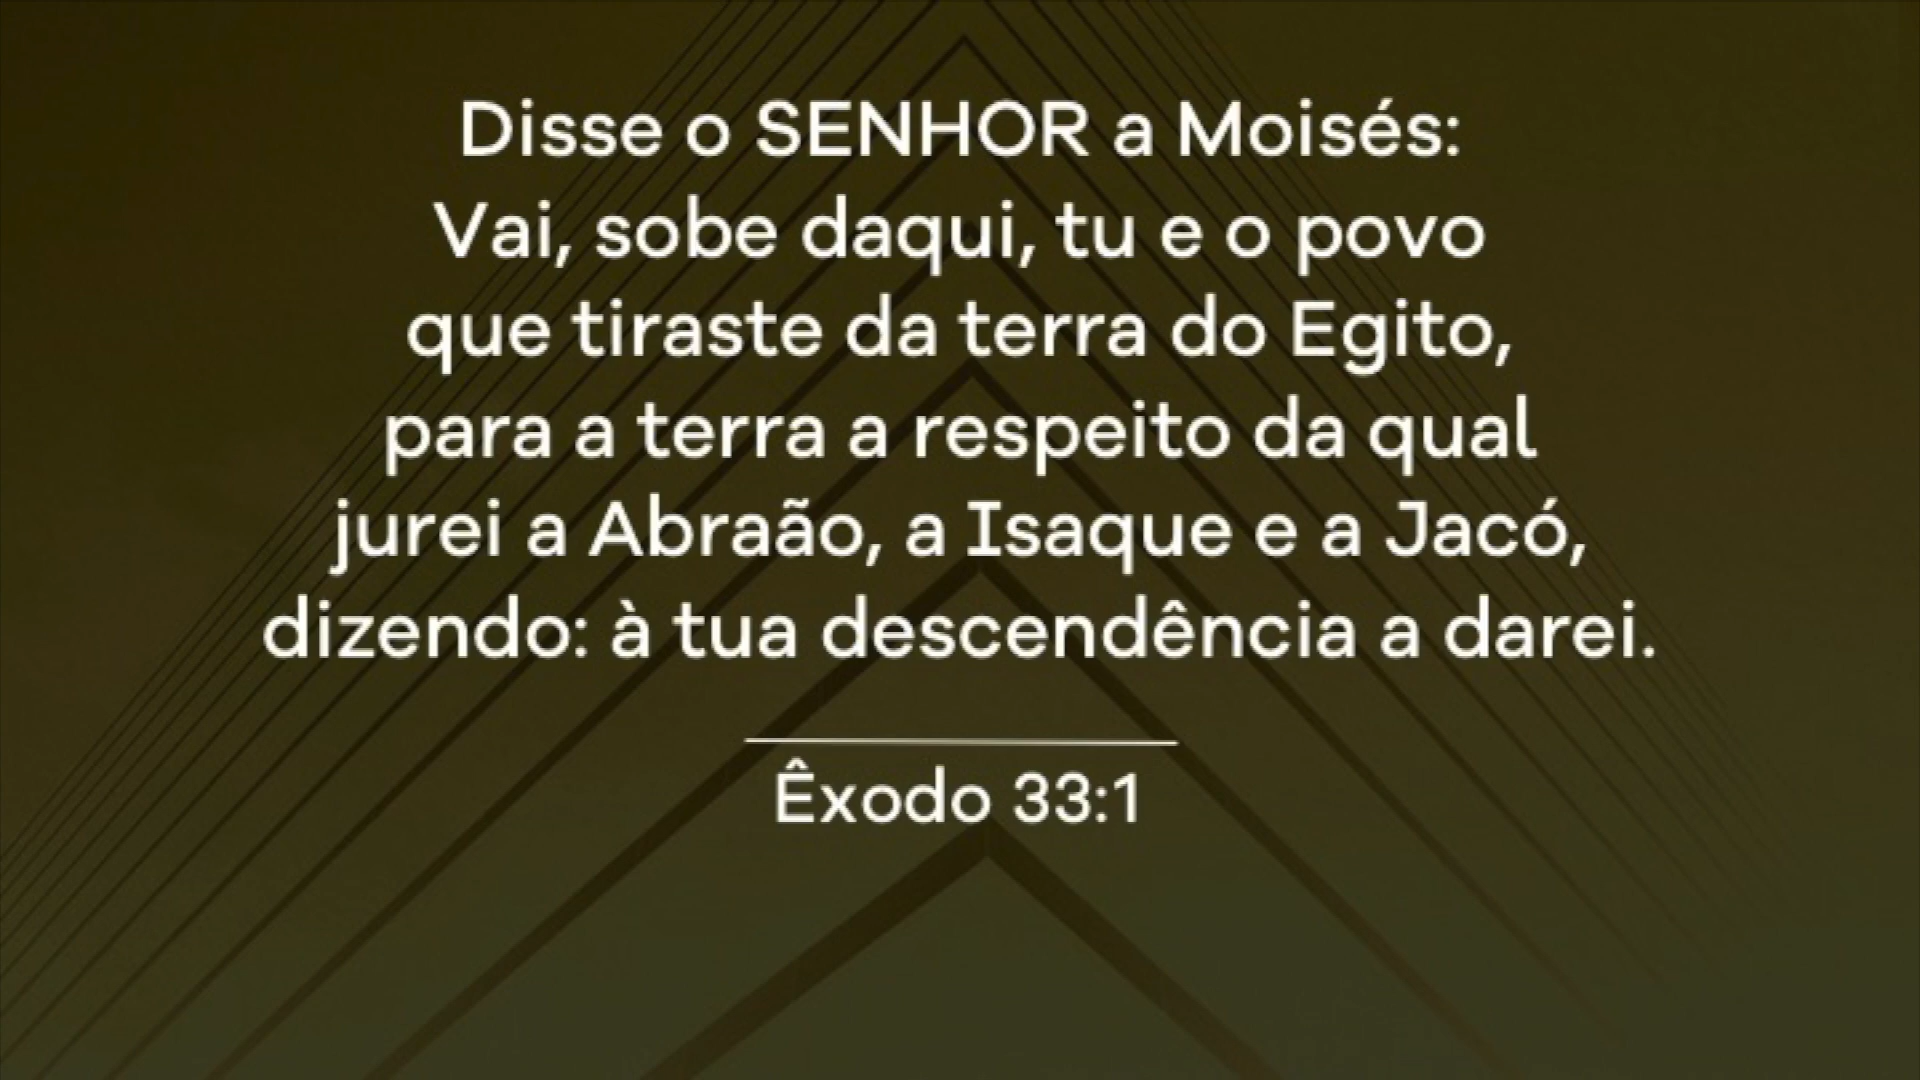 Disse o SENHOR a Moisés:
Vai, sobe daqui, tu e o povo
que tiraste da terra do Egito,
para a terra a respeito da qual
jurei a Abraão, a Isaque e a Jacó,
dizendo: à tua descendência a darei.
Êxodo 33:1